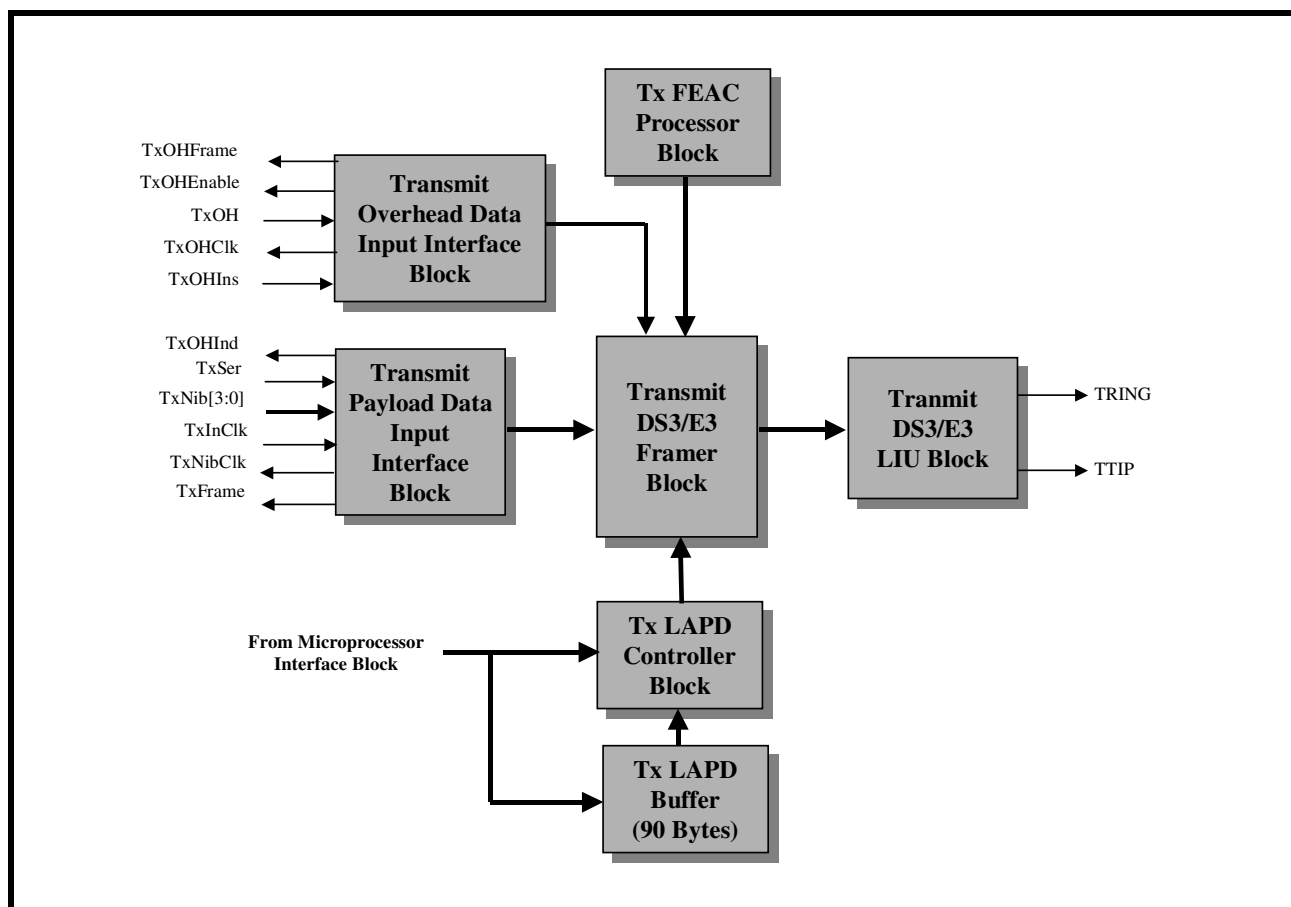 Tx FEAC
Processor
Block
TxOHFrame
TxOHEnable
TxOH
TxOHClk
TxOHIns
Transmit
Overhead Data
Input Interface
Block
TxOHInd
TxSer
TxNib[3:0]
TxInClk
TxNibClk
TxFrame
Transmit
Payload Data
Input
Interface
Block
Transmit
DS3/E3
Framer
Block
Tranmit
DS3/E3
LIU Block
TRING
TTIP
From Microprocessor
Interface Block
Tx LAPD
Controller
Block
Tx LAPD
Buffer
(90 Bytes)